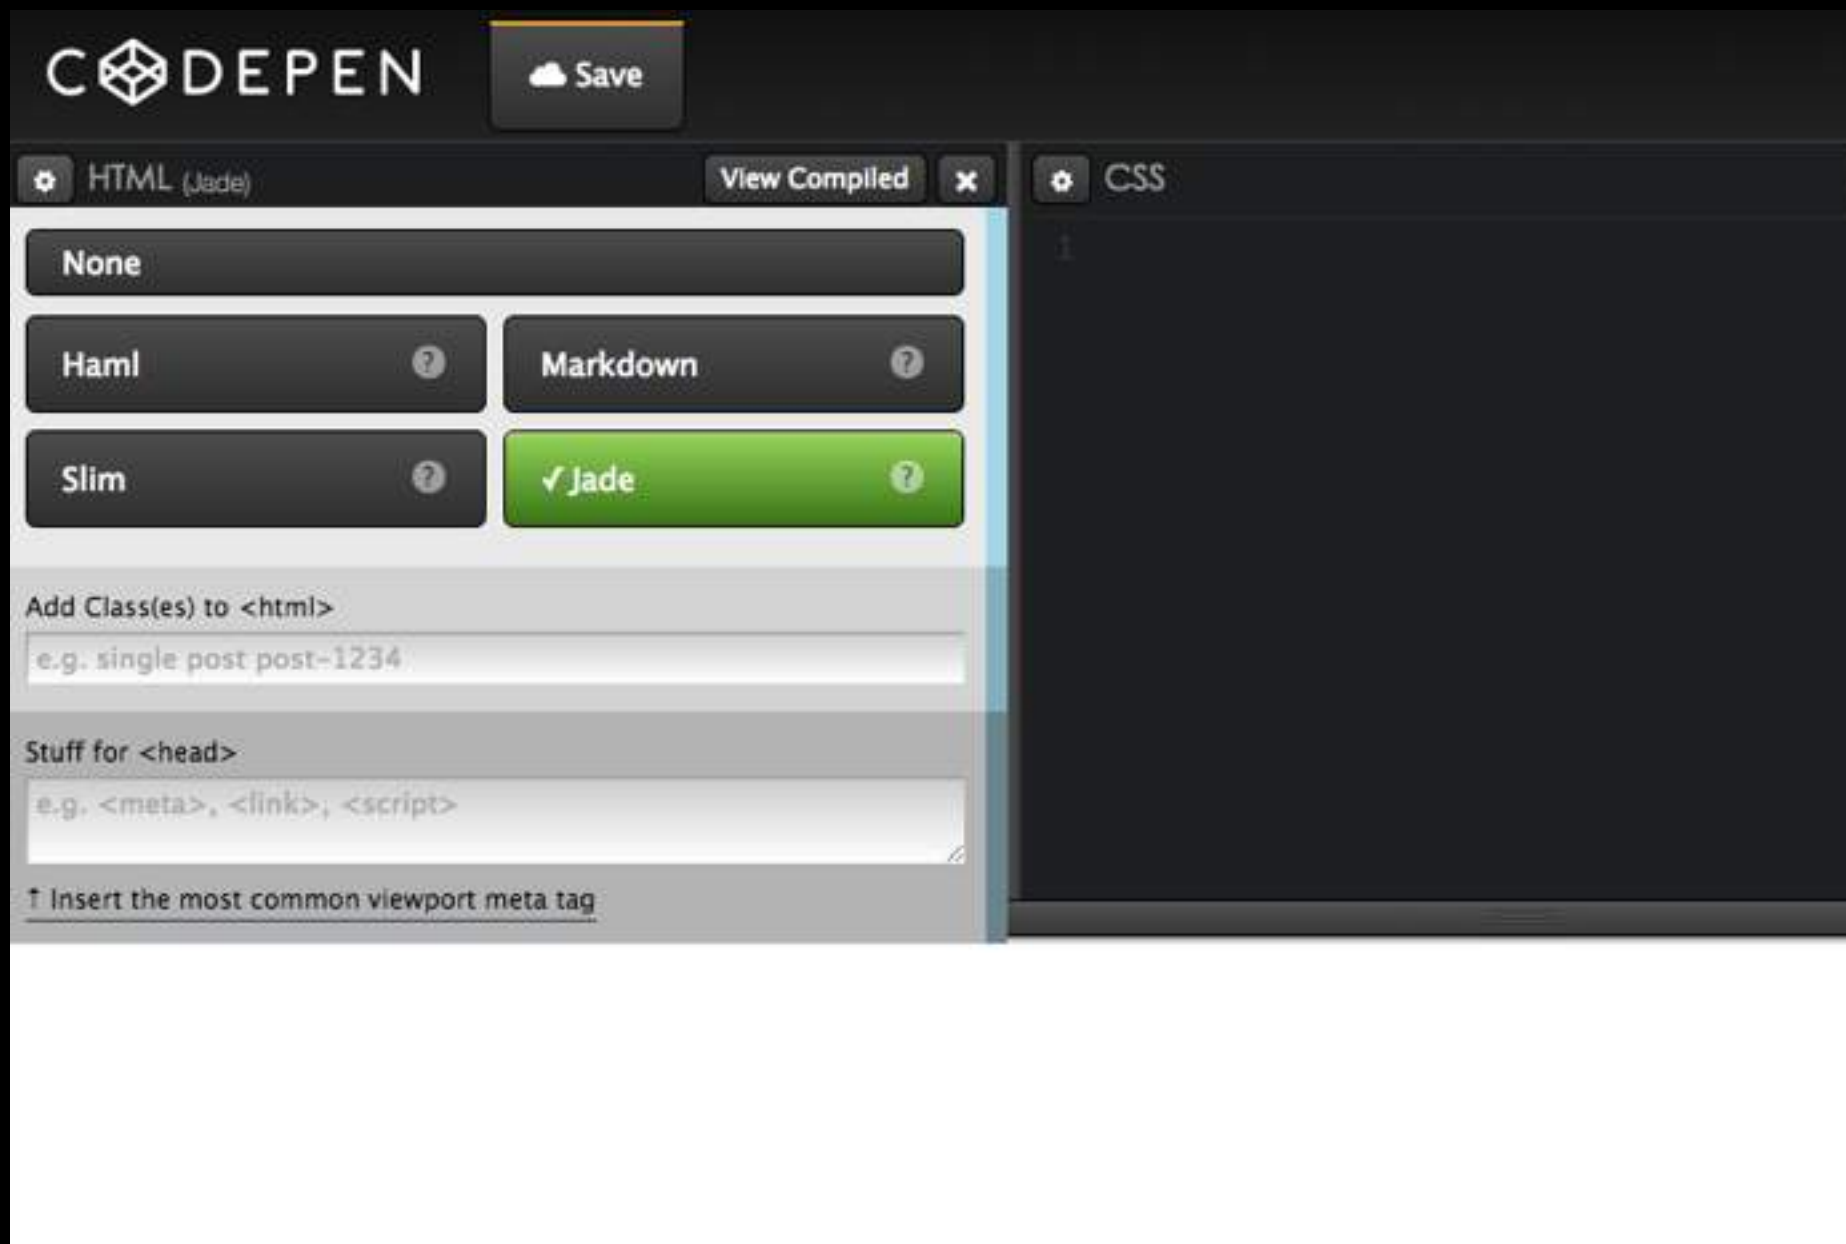 CODEPEN
Save
HTML (Jade)
View Compiled
×
CSS
None
1
Haml ?
Markdown ?
Slim ?
✓ Jade ?
Add Class(es) to <html>
e.g. single post post-1234
Stuff for <head>
e.g. <meta>, <link>, <script>
↑ Insert the most common viewport meta tag